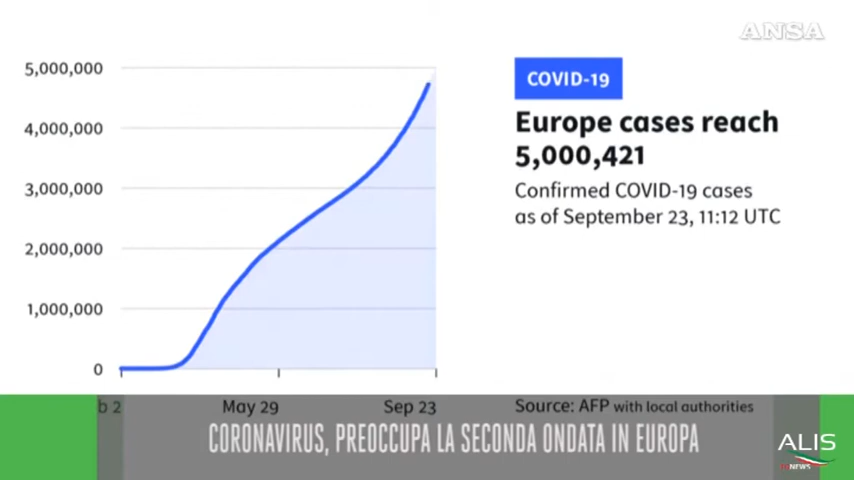 ANSA
5,000,000
4,000,000
3,000,000
2,000,000
1,000,000
0
COVID-19
Europe cases reach
5,000,421
Confirmed COVID-19 cases
as of September 23, 11:12 UTC
b 2
May 29
Sep 23
Source: AFP with local authorities
CORONAVIRUS, PREOCCUPA LA SECONDA ONDATA IN EUROPA
ALIS
NEWS